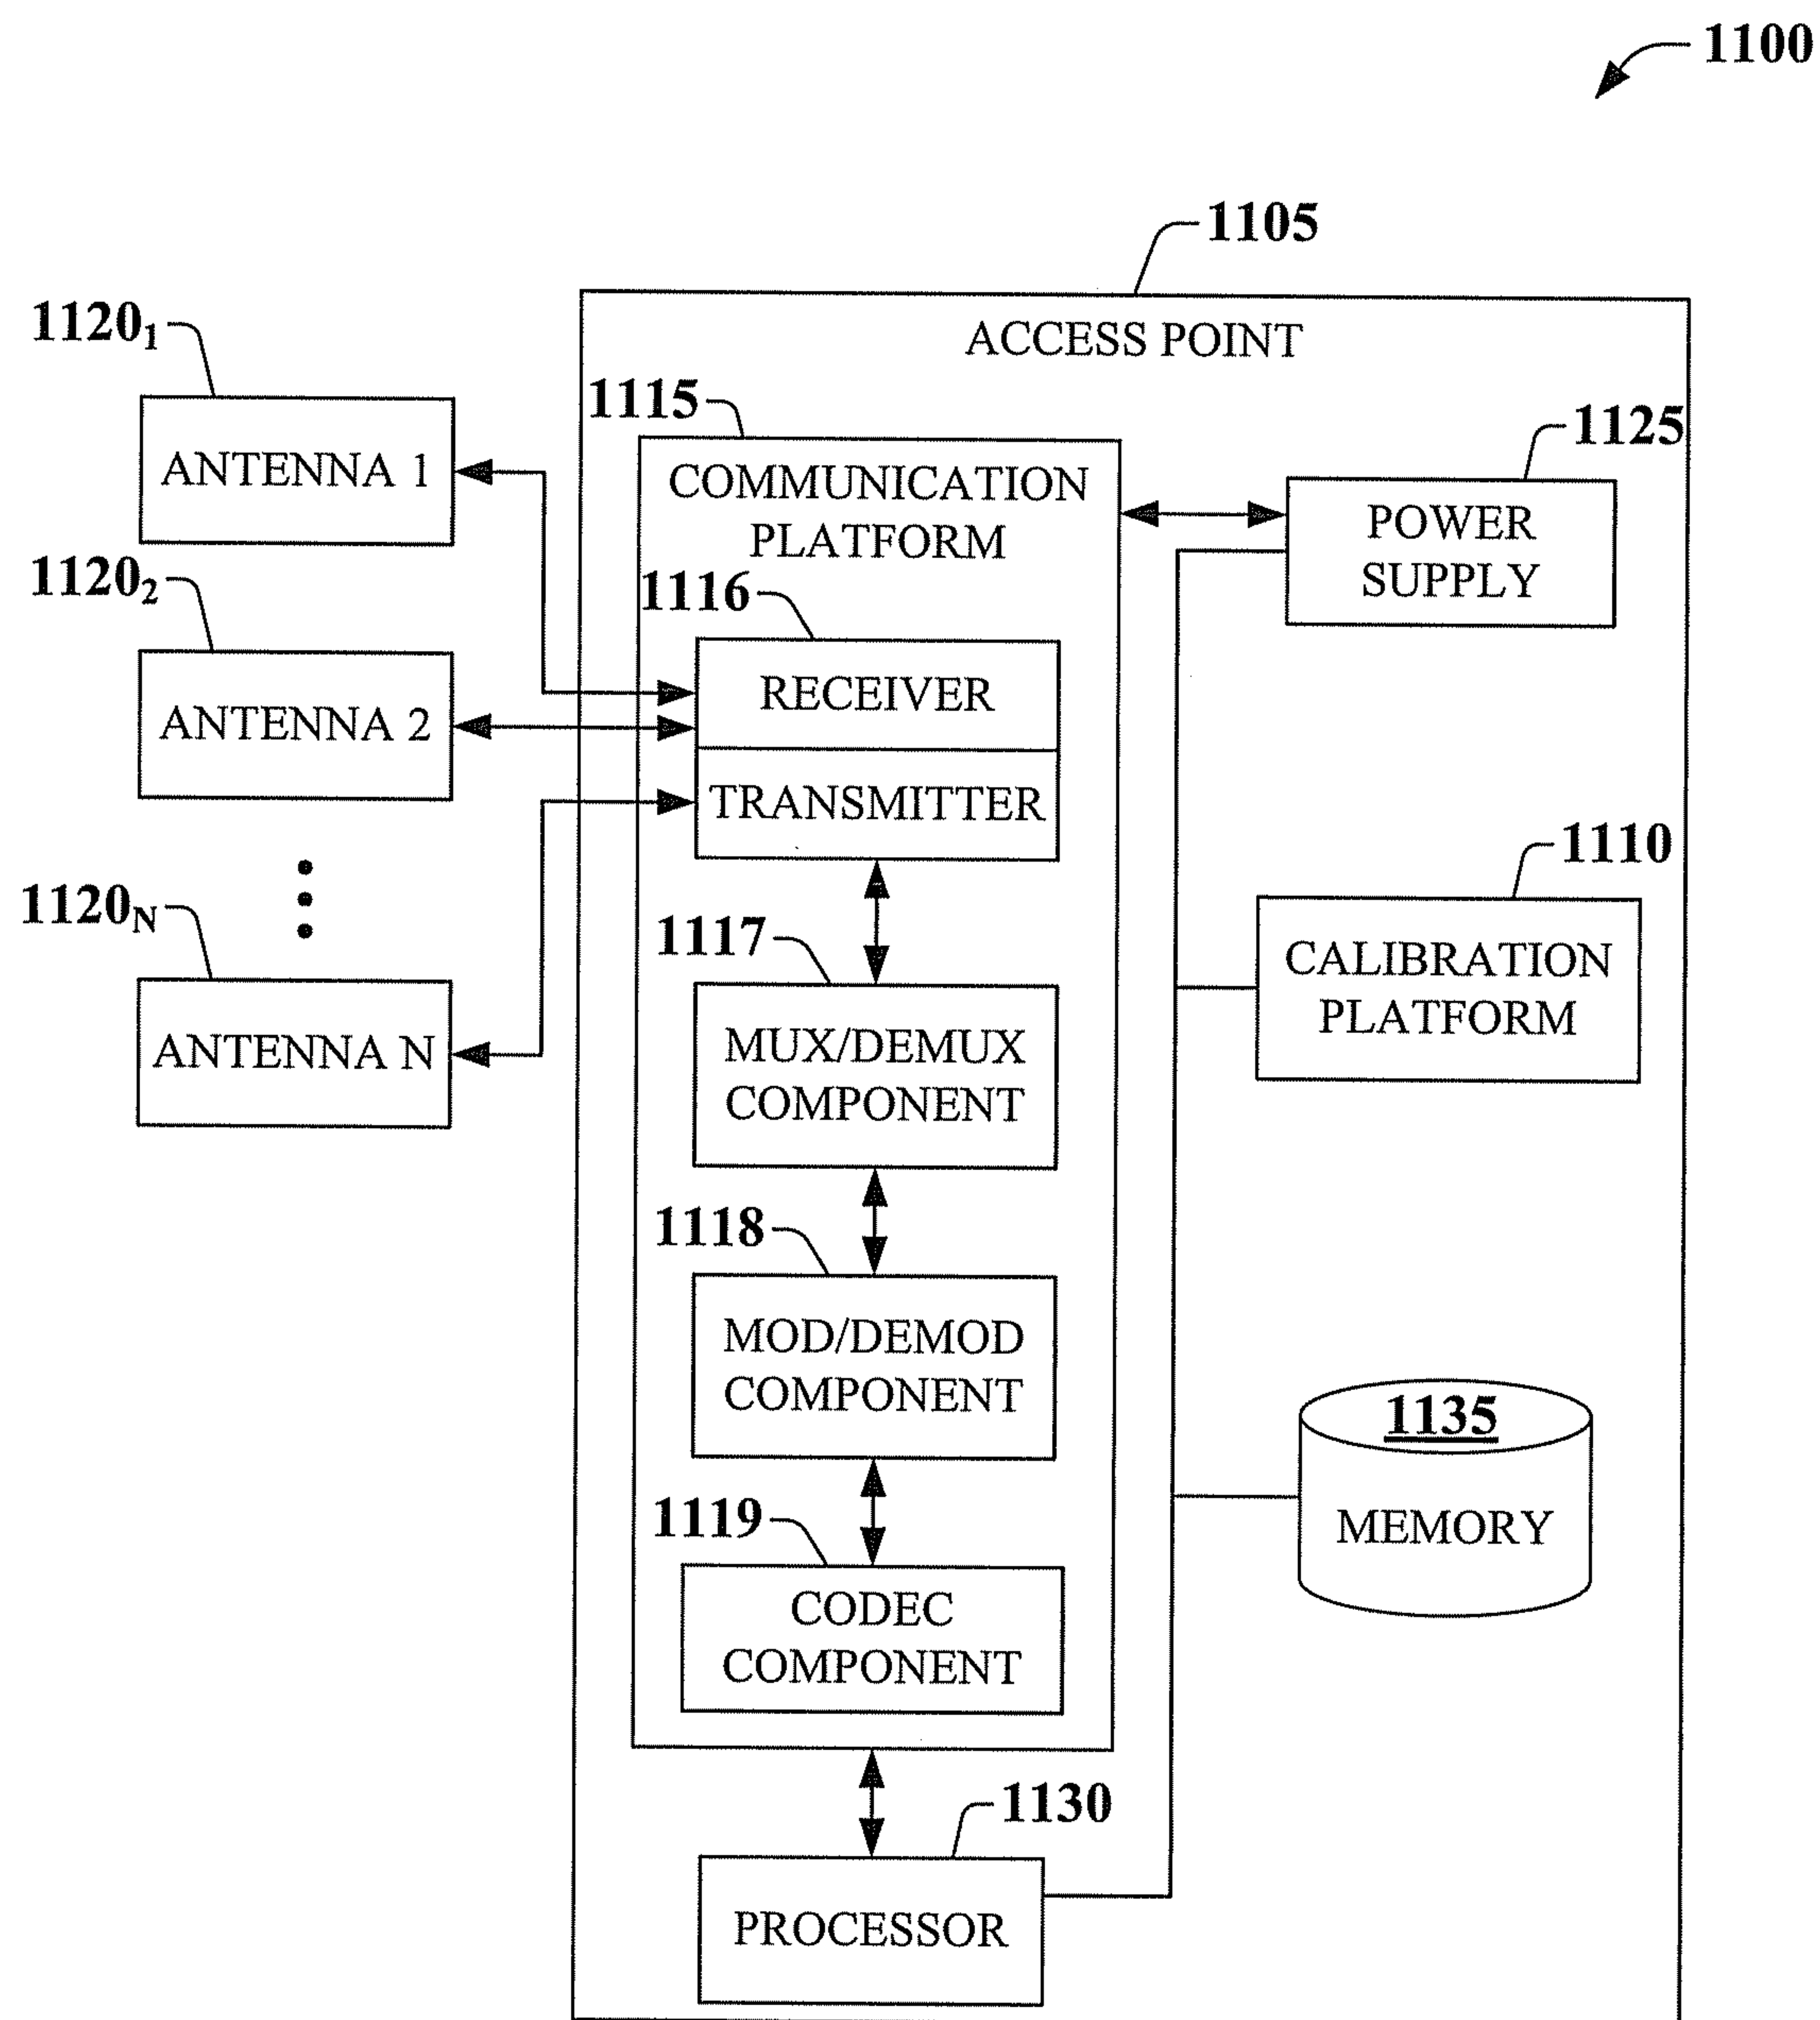 1100
1105
ACCESS POINT
1120₁
ANTENNA 1
1120₂
ANTENNA 2
1120N
ANTENNA N
1115
COMMUNICATION
PLATFORM
1116
RECEIVER
TRANSMITTER
1117
MUX/DEMUX
COMPONENT
1118
MOD/DEMOD
COMPONENT
1119
CODEC
COMPONENT
1125
POWER
SUPPLY
1110
CALIBRATION
PLATFORM
1135
MEMORY
1130
PROCESSOR